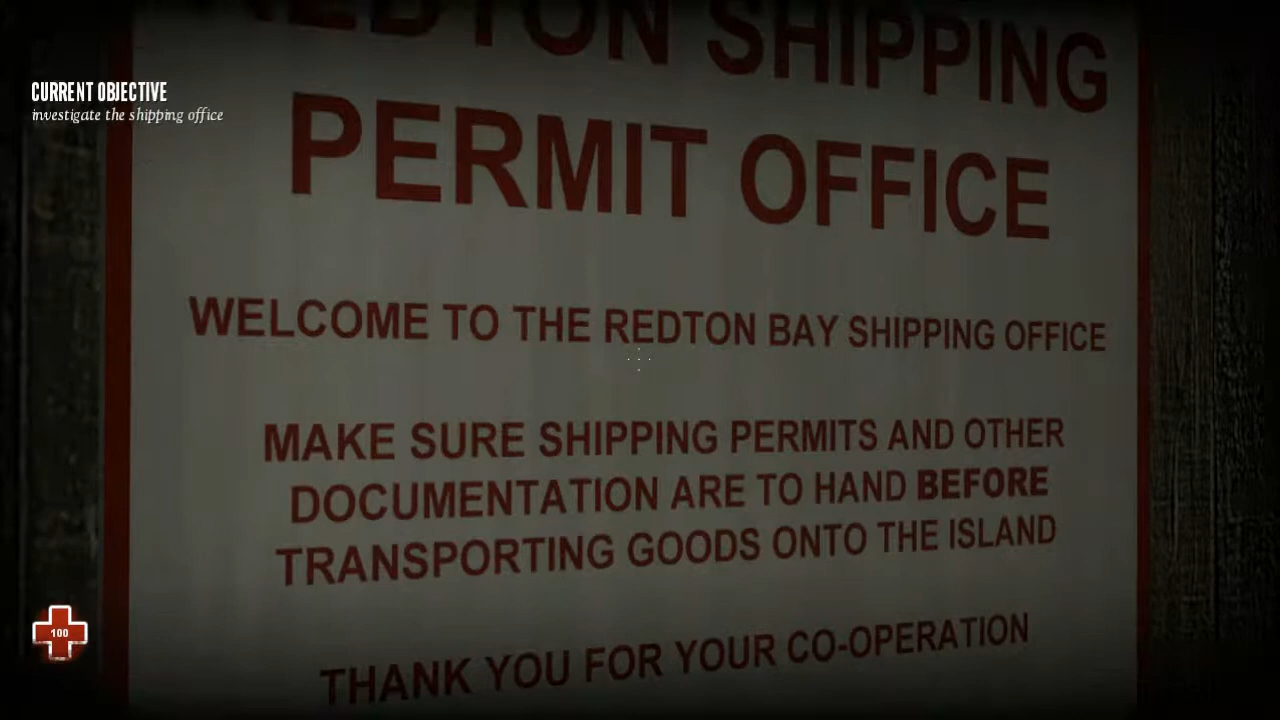 REDTON SHIPPING
PERMIT OFFICE
CURRENT OBJECTIVE
investigate the shipping office
WELCOME TO THE REDTON BAY SHIPPING OFFICE
MAKE SURE SHIPPING PERMITS AND OTHER
DOCUMENTATION ARE TO HAND BEFORE
TRANSPORTING GOODS ONTO THE ISLAND
THANK YOU FOR YOUR CO-OPERATION
100